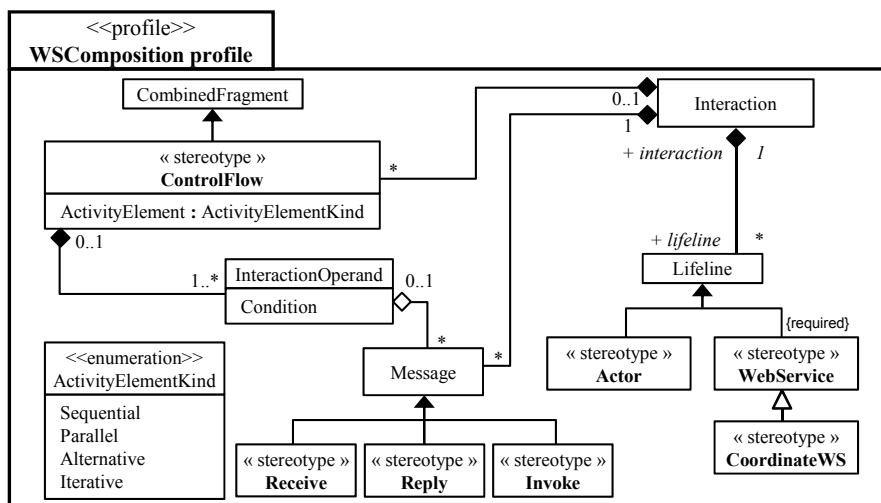 <<profile>>
WSComposition profile
CombinedFragment
Interaction
0..1
1
« stereotype »
ControlFlow
*
ActivityElement : ActivityElementKind
+ interaction
1
0..1
1..*
InteractionOperand
0..1
Condition
*
+ lifeline
*
Lifeline
{required}
<<enumeration>>
ActivityElementKind
Sequential
Parallel
Alternative
Iterative
Message
*
« stereotype »
Actor
« stereotype »
WebService
« stereotype »
Receive
« stereotype »
Reply
« stereotype »
Invoke
« stereotype »
CoordinateWS